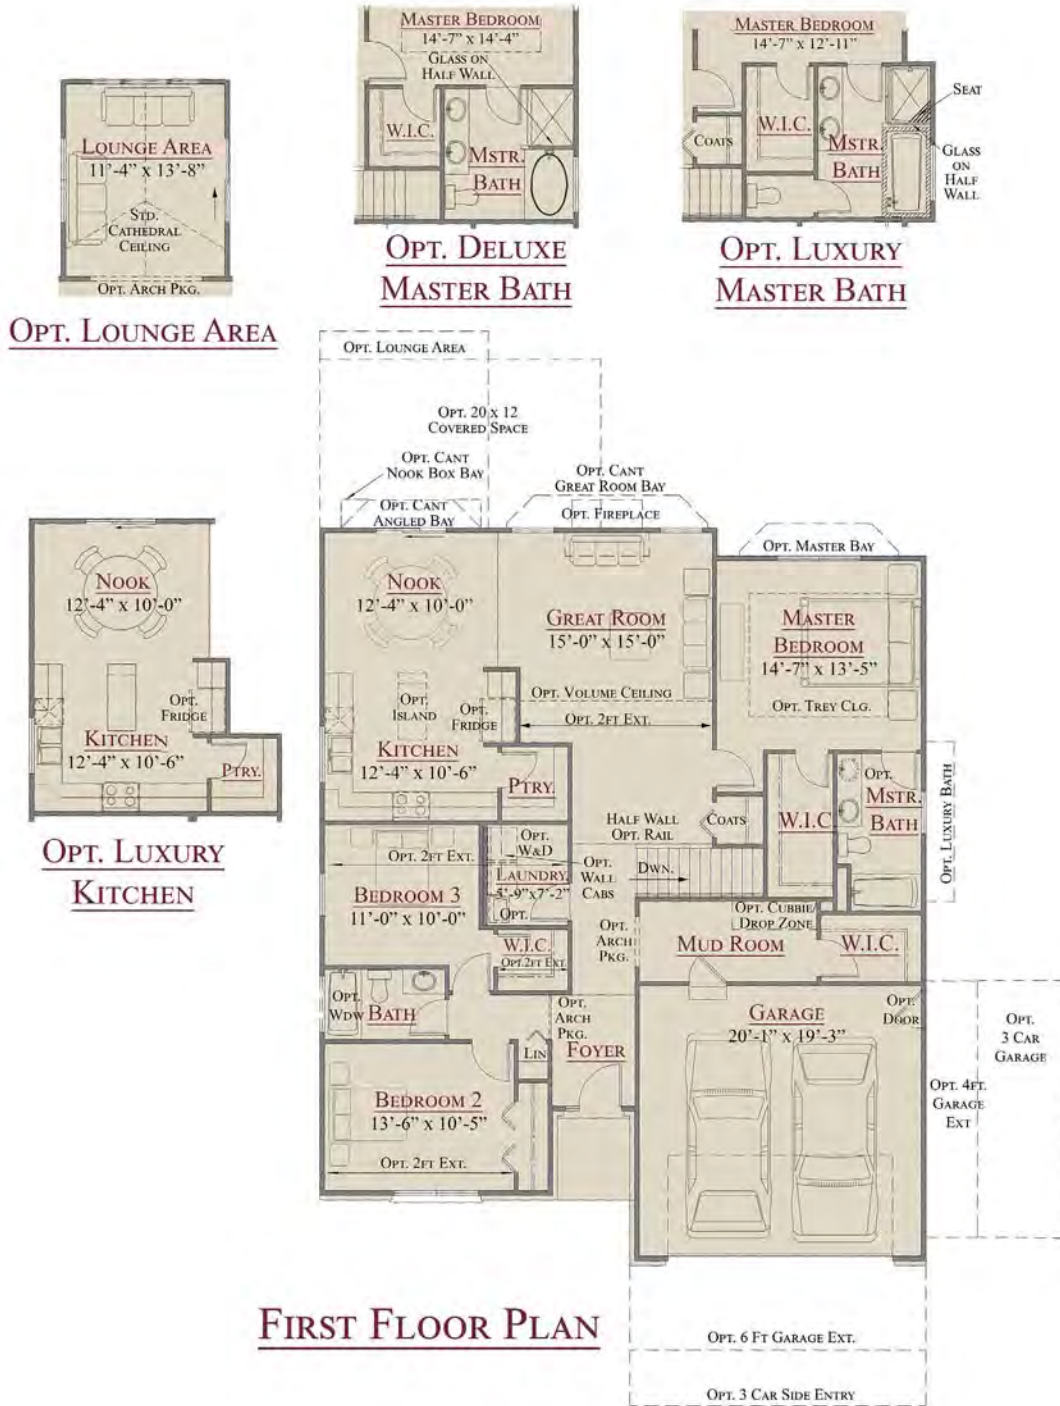 MASTER BEDROOM
14'-7" x 14'-4"
GLASS ON
HALF WALL
W.I.C.
MSTR.
BATH
OPT. DELUXE
MASTER BATH
MASTER BEDROOM
14'-7" x 12'-11"
SEAT
COATS
W.I.C.
MSTR.
BATH
GLASS
ON
HALF
WALL
OPT. LUXURY
MASTER BATH
LOUNGE AREA
11'-4" x 13'-8"
STD.
CATHEDRAL
CEILING
OPT. ARCH PKG.
OPT. LOUNGE AREA
OPT. LOUNGE AREA
OPT. 20 X 12
COVERED SPACE
OPT. CANT
NOOK BOX BAY
OPT. CANT
ANGLED BAY
OPT. CANT
GREAT ROOM BAY
OPT. FIREPLACE
OPT. MASTER BAY
NOOK
12'-4" x 10'-0"
OPT.
FRIDGE
KITCHEN
12'-4" x 10'-6"
PTRY.
OPT. LUXURY
KITCHEN
NOOK
12'-4" x 10'-0"
GREAT ROOM
15'-0" x 15'-0"
MASTER
BEDROOM
14'-7" x 13'-5"
OPT. TREY CLG.
OPT. VOLUME CEILING
OPT. 2FT EXT.
OPT.
ISLAND
OPT.
FRIDGE
KITCHEN
12'-4" x 10'-6"
PTRY.
HALF WALL
OPT. RAIL
COATS
W.I.C
OPT.
MSTR.
BATH
OPT. LUXURY BATH
OPT. 2FT EXT.
OPT.
W&D
LAUNDRY
5'-9"x7'-2"
OPT.
OPT.
WALL
CABS
DWN.
BEDROOM 3
11'-0" x 10'-0"
W.I.C.
OPT.2FT EXT.
OPT.
ARCH
PKG.
OPT. CUBBIE
DROP ZONE
MUD ROOM
W.I.C.
OPT.
WDW
BATH
OPT.
ARCH
PKG.
FOYER
LIN
GARAGE
20'-1" x 19'-3"
OPT.
DOOR
OPT.
3 CAR
GARAGE
OPT. 4FT.
GARAGE
EXT
BEDROOM 2
13'-6" x 10'-5"
OPT. 2FT EXT.
FIRST FLOOR PLAN
OPT. 6 FT GARAGE EXT.
OPT. 3 CAR SIDE ENTRY